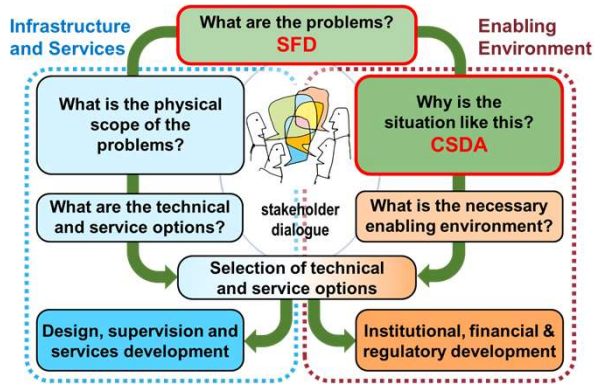 Infrastructure
and Services
What are the problems?
SFD
Enabling
Environment
What is the physical
scope of the
problems?
Why is the
situation like this?
CSDA
What are the technical
and service options?
stakeholder
dialogue
What is the necessary
enabling environment?
Selection of technical
and service options
Design, supervision and
services development
Institutional, financial &
regulatory development